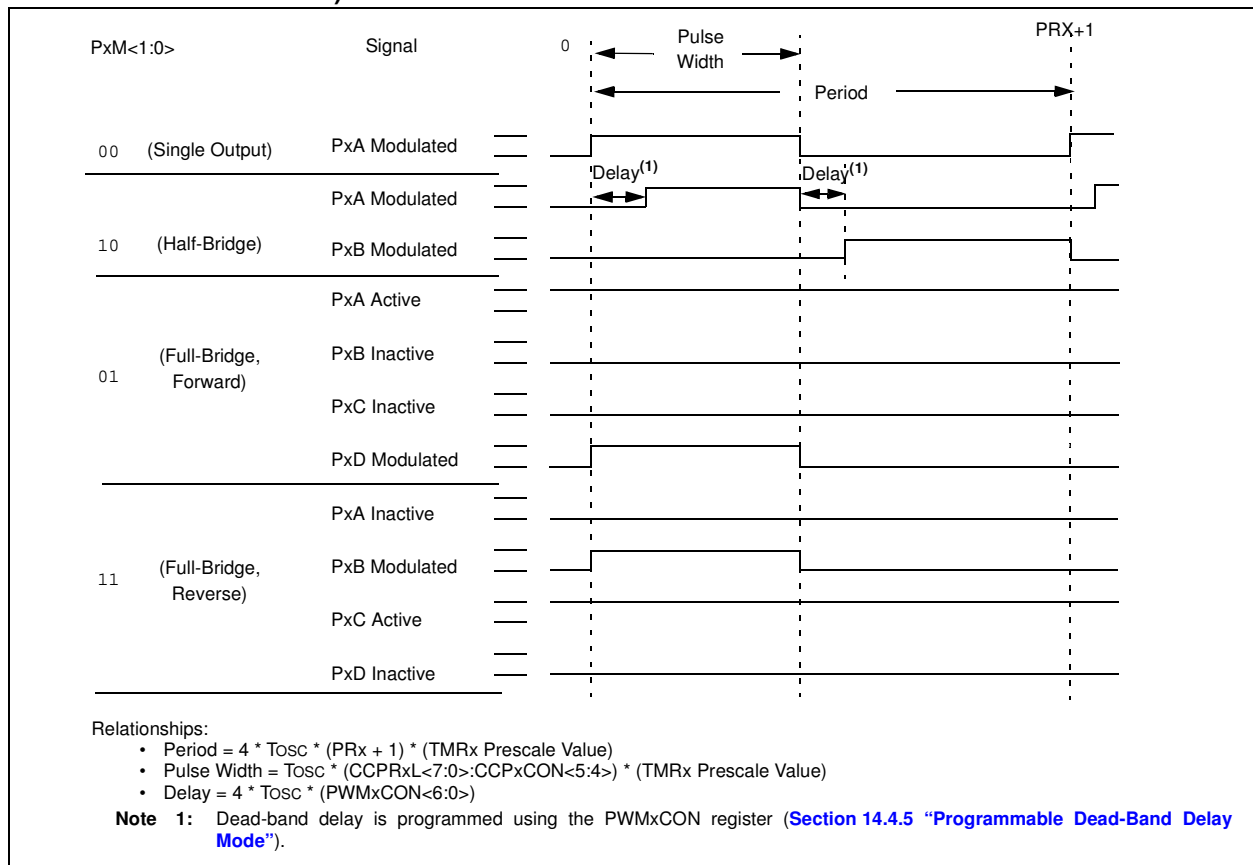 PxM<1:0>
Signal
0
Pulse
Width
PRX+1
Period
00 (Single Output) PxA Modulated
Delay(1)
Delay(1)
PxA Modulated
10 (Half-Bridge) PxB Modulated
PxA Active
01 (Full-Bridge,
Forward)
PxB Inactive
PxC Inactive
PxD Modulated
PxA Inactive
11 (Full-Bridge,
Reverse)
PxB Modulated
PxC Active
PxD Inactive
Relationships:
• Period = 4 * TOSC * (PRx + 1) * (TMRx Prescale Value)
• Pulse Width = TOSC * (CCPRxL<7:0>:CCPxCON<5:4>) * (TMRx Prescale Value)
• Delay = 4 * TOSC * (PWMxCON<6:0>)
Note 1: Dead-band delay is programmed using the PWMxCON register (Section 14.4.5 “Programmable Dead-Band Delay
Mode”).